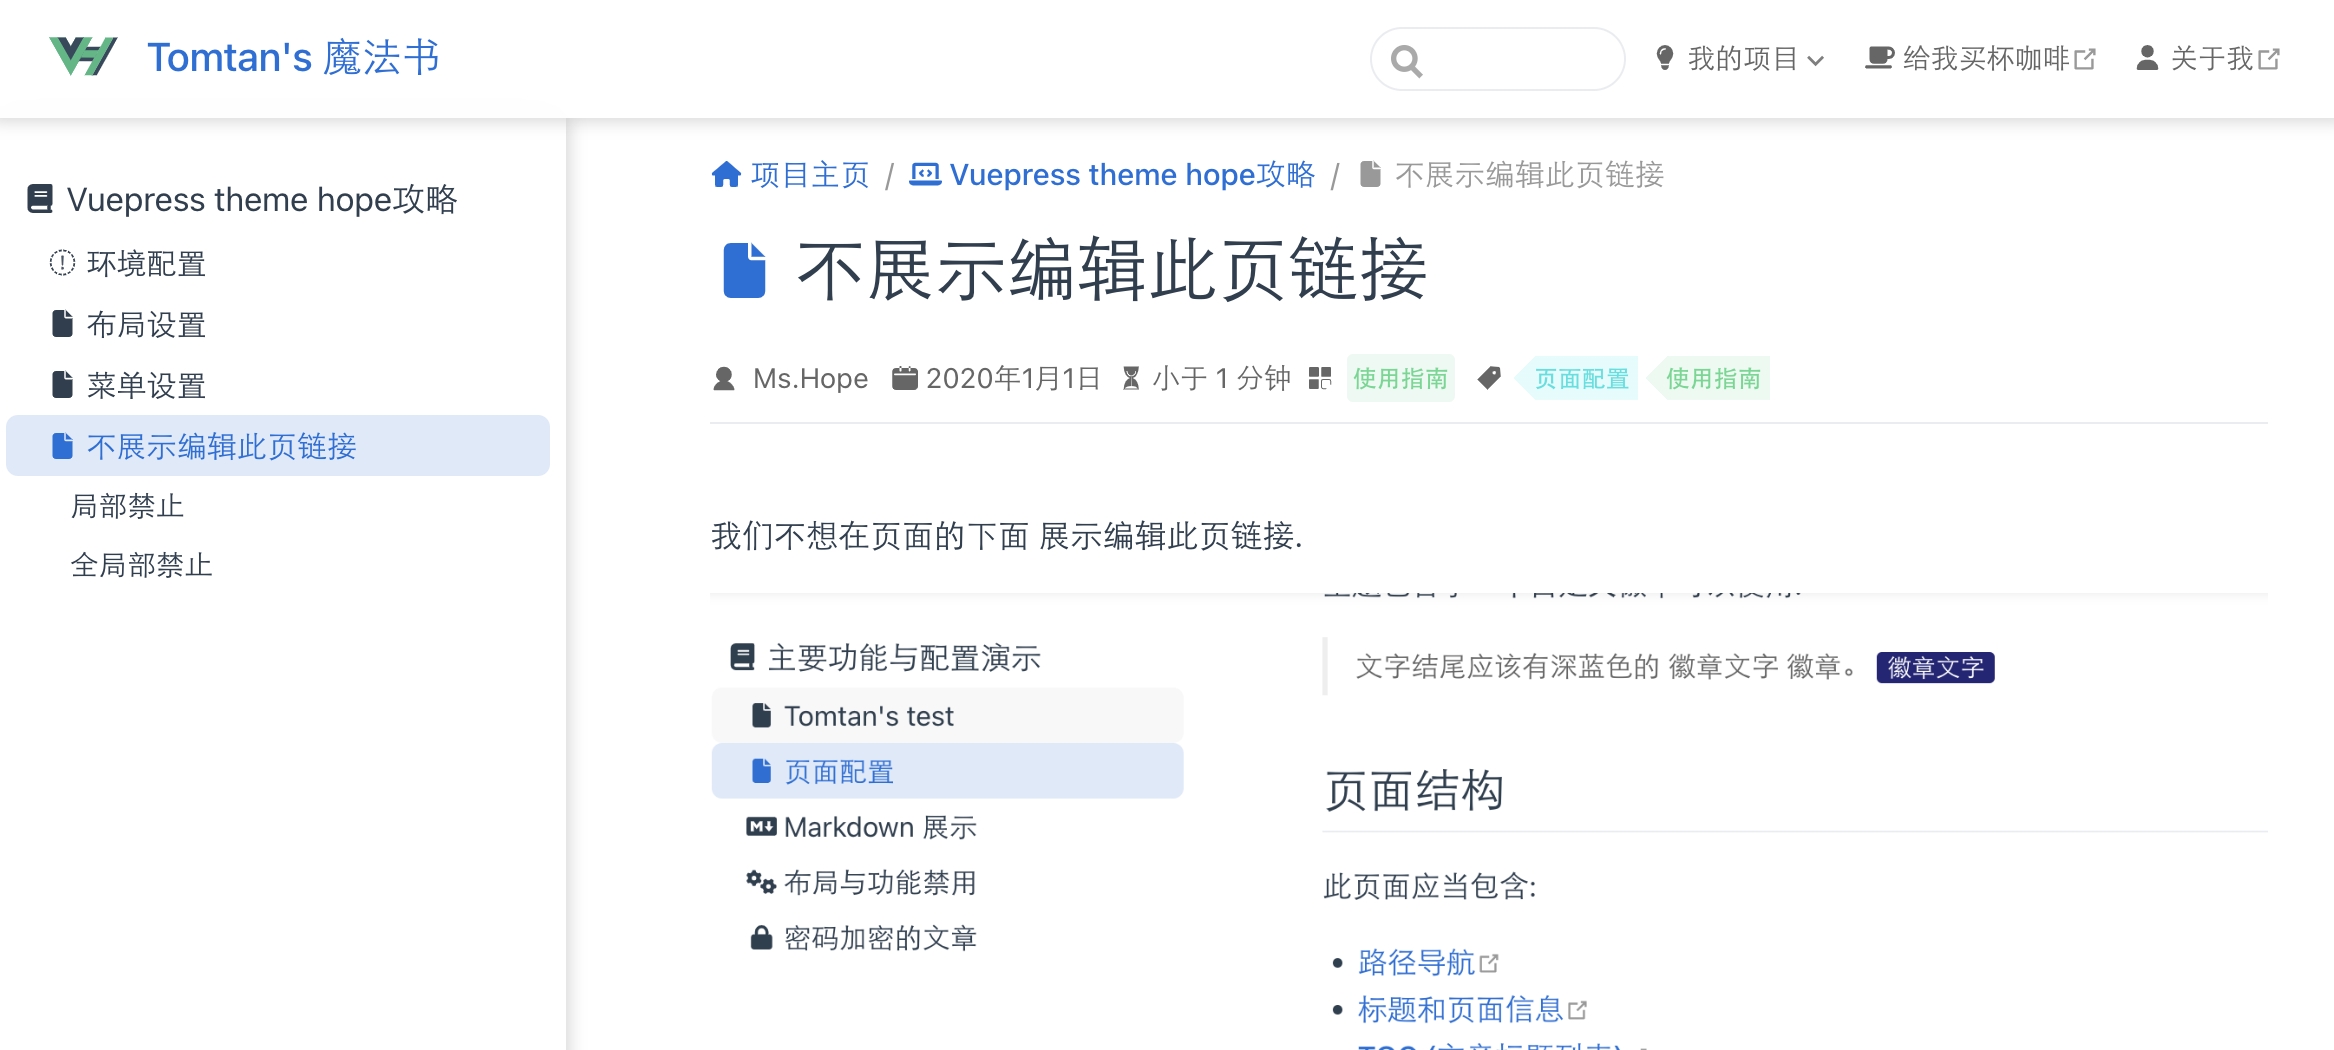 Tomtan's 魔法书
我的项目
给我买杯咖啡
关于我
Vuepress theme hope攻略
环境配置
布局设置
菜单设置
不展示编辑此页链接
局部禁止
全局部禁止
项目主页 / Vuepress theme hope攻略 / 不展示编辑此页链接
不展示编辑此页链接
Ms.Hope 2020年1月1日 小于 1 分钟 使用指南 页面配置 使用指南
我们不想在页面的下面 展示编辑此页链接.
主要功能与配置演示
Tomtan's test
页面配置
Markdown 展示
布局与功能禁用
密码加密的文章
文字结尾应该有深蓝色的 徽章文字 徽章。 徽章文字
页面结构
此页面应当包含:
路径导航
标题和页面信息